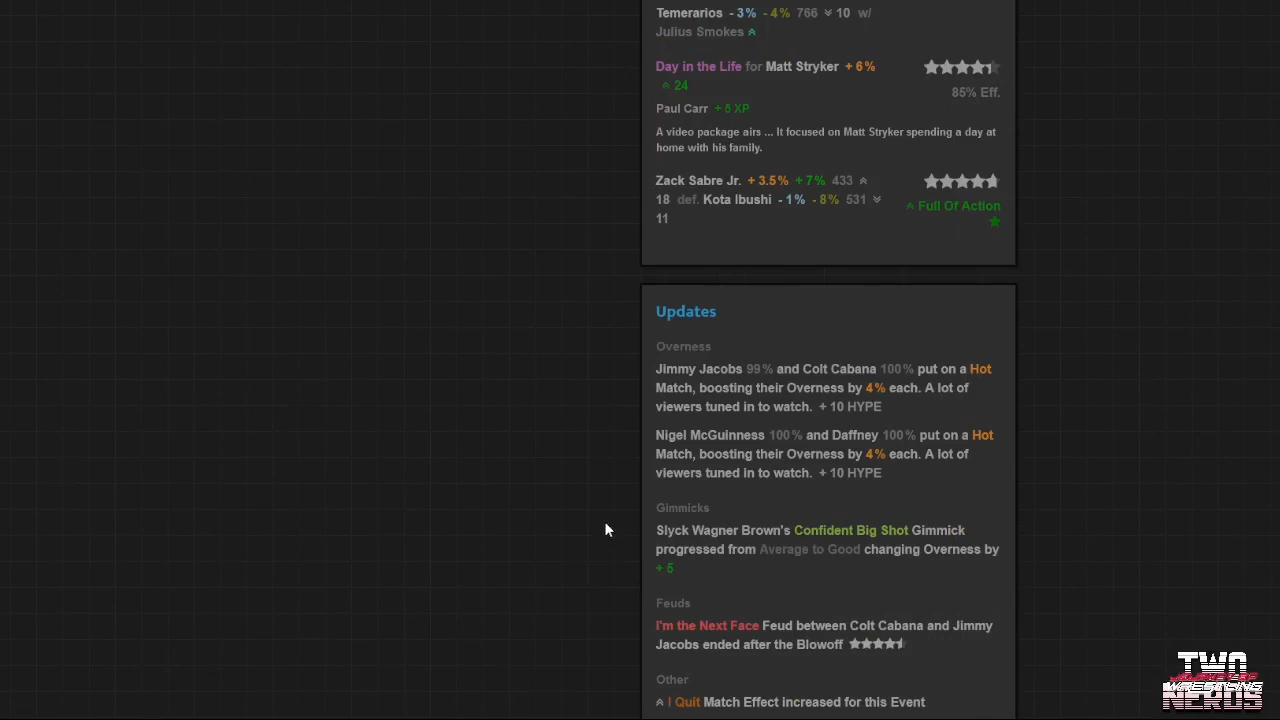 Temerarios - 3% - 4% 766 10 w/
Julius Smokes
Day in the Life for Matt Stryker + 6%
24
85% Eff.
Paul Carr + 5 XP
A video package airs ... It focused on Matt Stryker spending a day at
home with his family.
Zack Sabre Jr. + 3.5% + 7% 433
18 def. Kota Ibushi - 1% - 8% 531
11
Full Of Action
Updates
Overness
Jimmy Jacobs 99% and Colt Cabana 100% put on a Hot
Match, boosting their Overness by 4% each. A lot of
viewers tuned in to watch. + 10 HYPE
Nigel McGuinness 100% and Daffney 100% put on a Hot
Match, boosting their Overness by 4% each. A lot of
viewers tuned in to watch. + 10 HYPE
Gimmicks
Slyck Wagner Brown's Confident Big Shot Gimmick
progressed from Average to Good changing Overness by
+ 5
Feuds
I'm the Next Face Feud between Colt Cabana and Jimmy
Jacobs ended after the Blowoff
Other
I Quit Match Effect increased for this Event
TWO
WRESTLING
NERDS